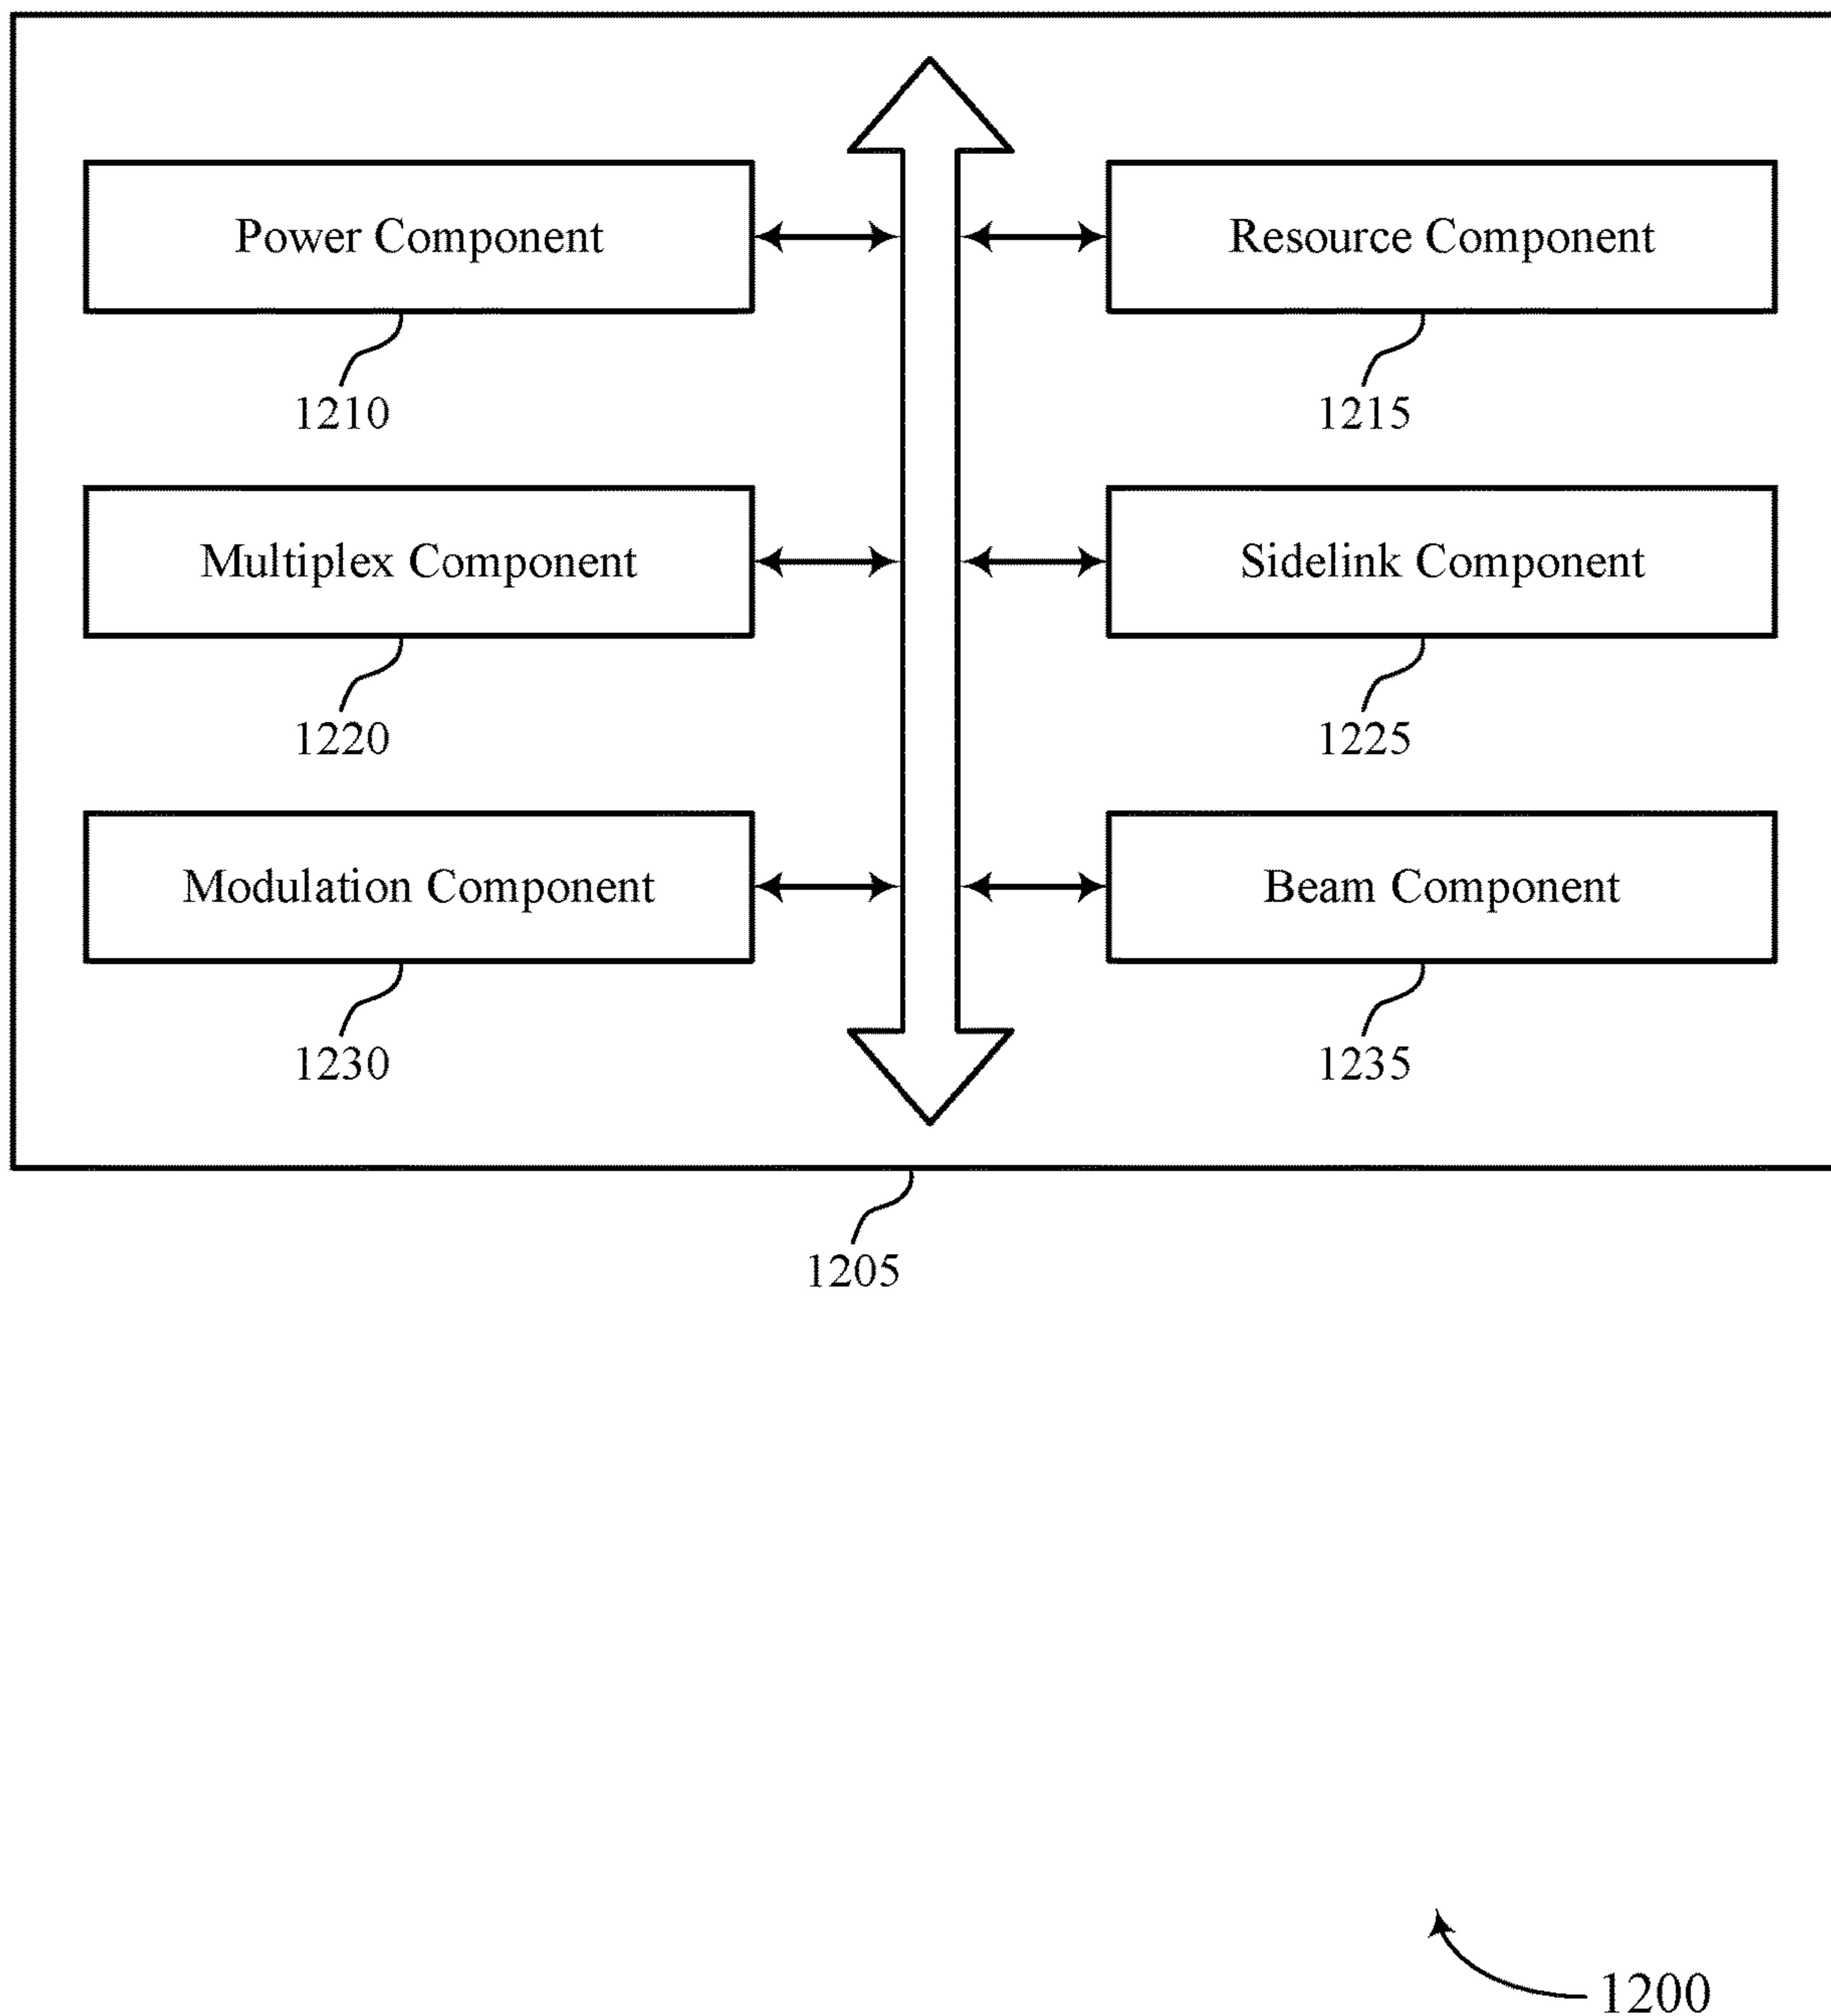 Power Component
Resource Component
1210
1215
Multiplex Component
Sidelink Component
1220
1225
Modulation Component
Beam Component
1230
1235
1205
1200